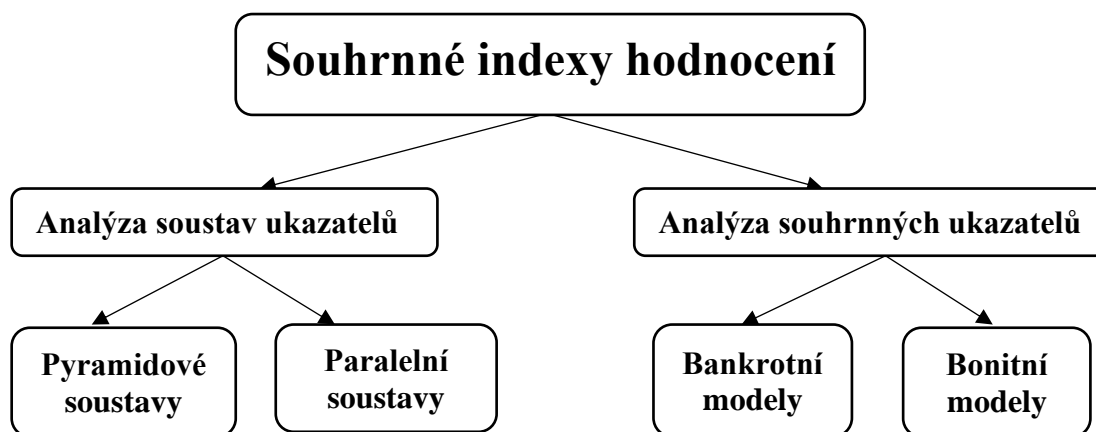 Souhrnné indexy hodnocení
Analýza soustav ukazatelů
Analýza souhrnných ukazatelů
Pyramidové
soustavy
Paralelní
soustavy
Bankrotní
modely
Bonitní
modely